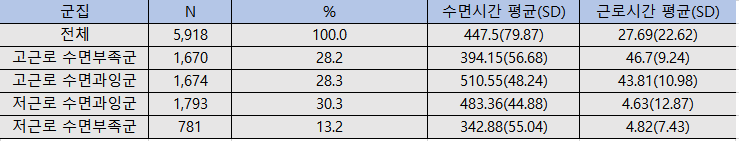 군집 N % 수면시간 평균(SD) 근로시간 평균(SD)
전체 5,918 100.0 447.5(79.87) 27.69(22.62)
고근로 수면부족군 1,670 28.2 394.15(56.68) 46.7(9.24)
고근로 수면과잉군 1,674 28.3 510.55(48.24) 43.81(10.98)
저근로 수면과잉군 1,793 30.3 483.36(44.88) 4.63(12.87)
저근로 수면부족군 781 13.2 342.88(55.04) 4.82(7.43)